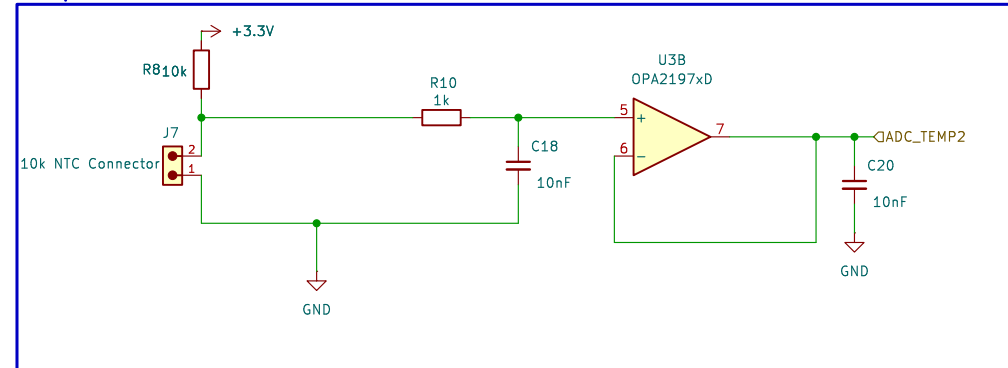 +3.3V
R8 10k
J7
2
1
10k NTC Connector
GND
R10
1k
C18
10nF
U3B
OPA2197xD
5
+
6
-
7
ADC_TEMP2
C20
10nF
GND